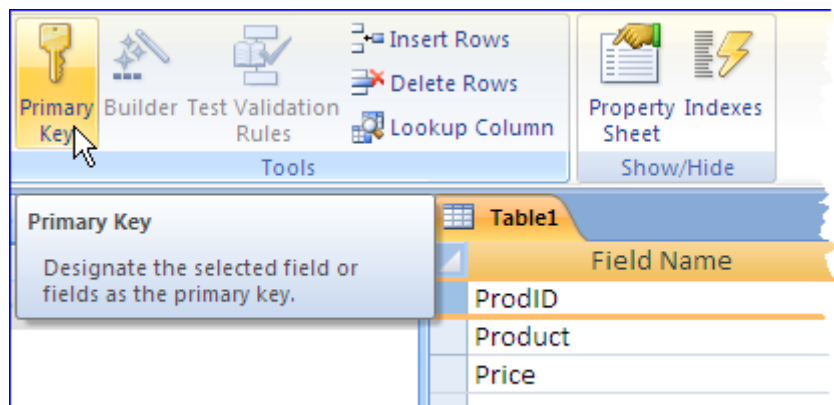 Primary
Key
Builder
Test Validation
Rules
Insert Rows
Delete Rows
Lookup Column
Tools
Property
Sheet
Indexes
Show/Hide
Primary Key
Designate the selected field or
fields as the primary key.
Table1
Field Name
ProdID
Product
Price